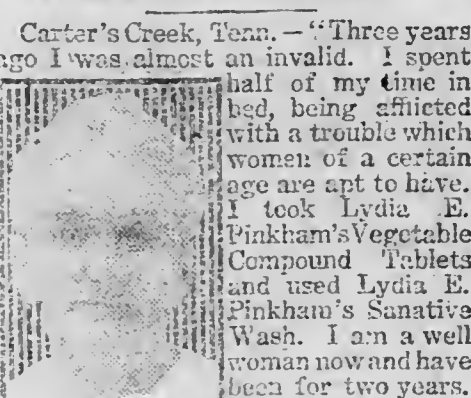 Carter's Creek, Tenn. — "Three years
ago I was almost an invalid. I spent
half of my time in
bed, being afflicted
with a trouble which
women of a certain
age are apt to have.
I took Lydia E.
Pinkham's Vegetable
Compound Tablets
and used Lydia E.
Pinkham's Sanative
Wash. I am a well
woman now and have
been for two years.